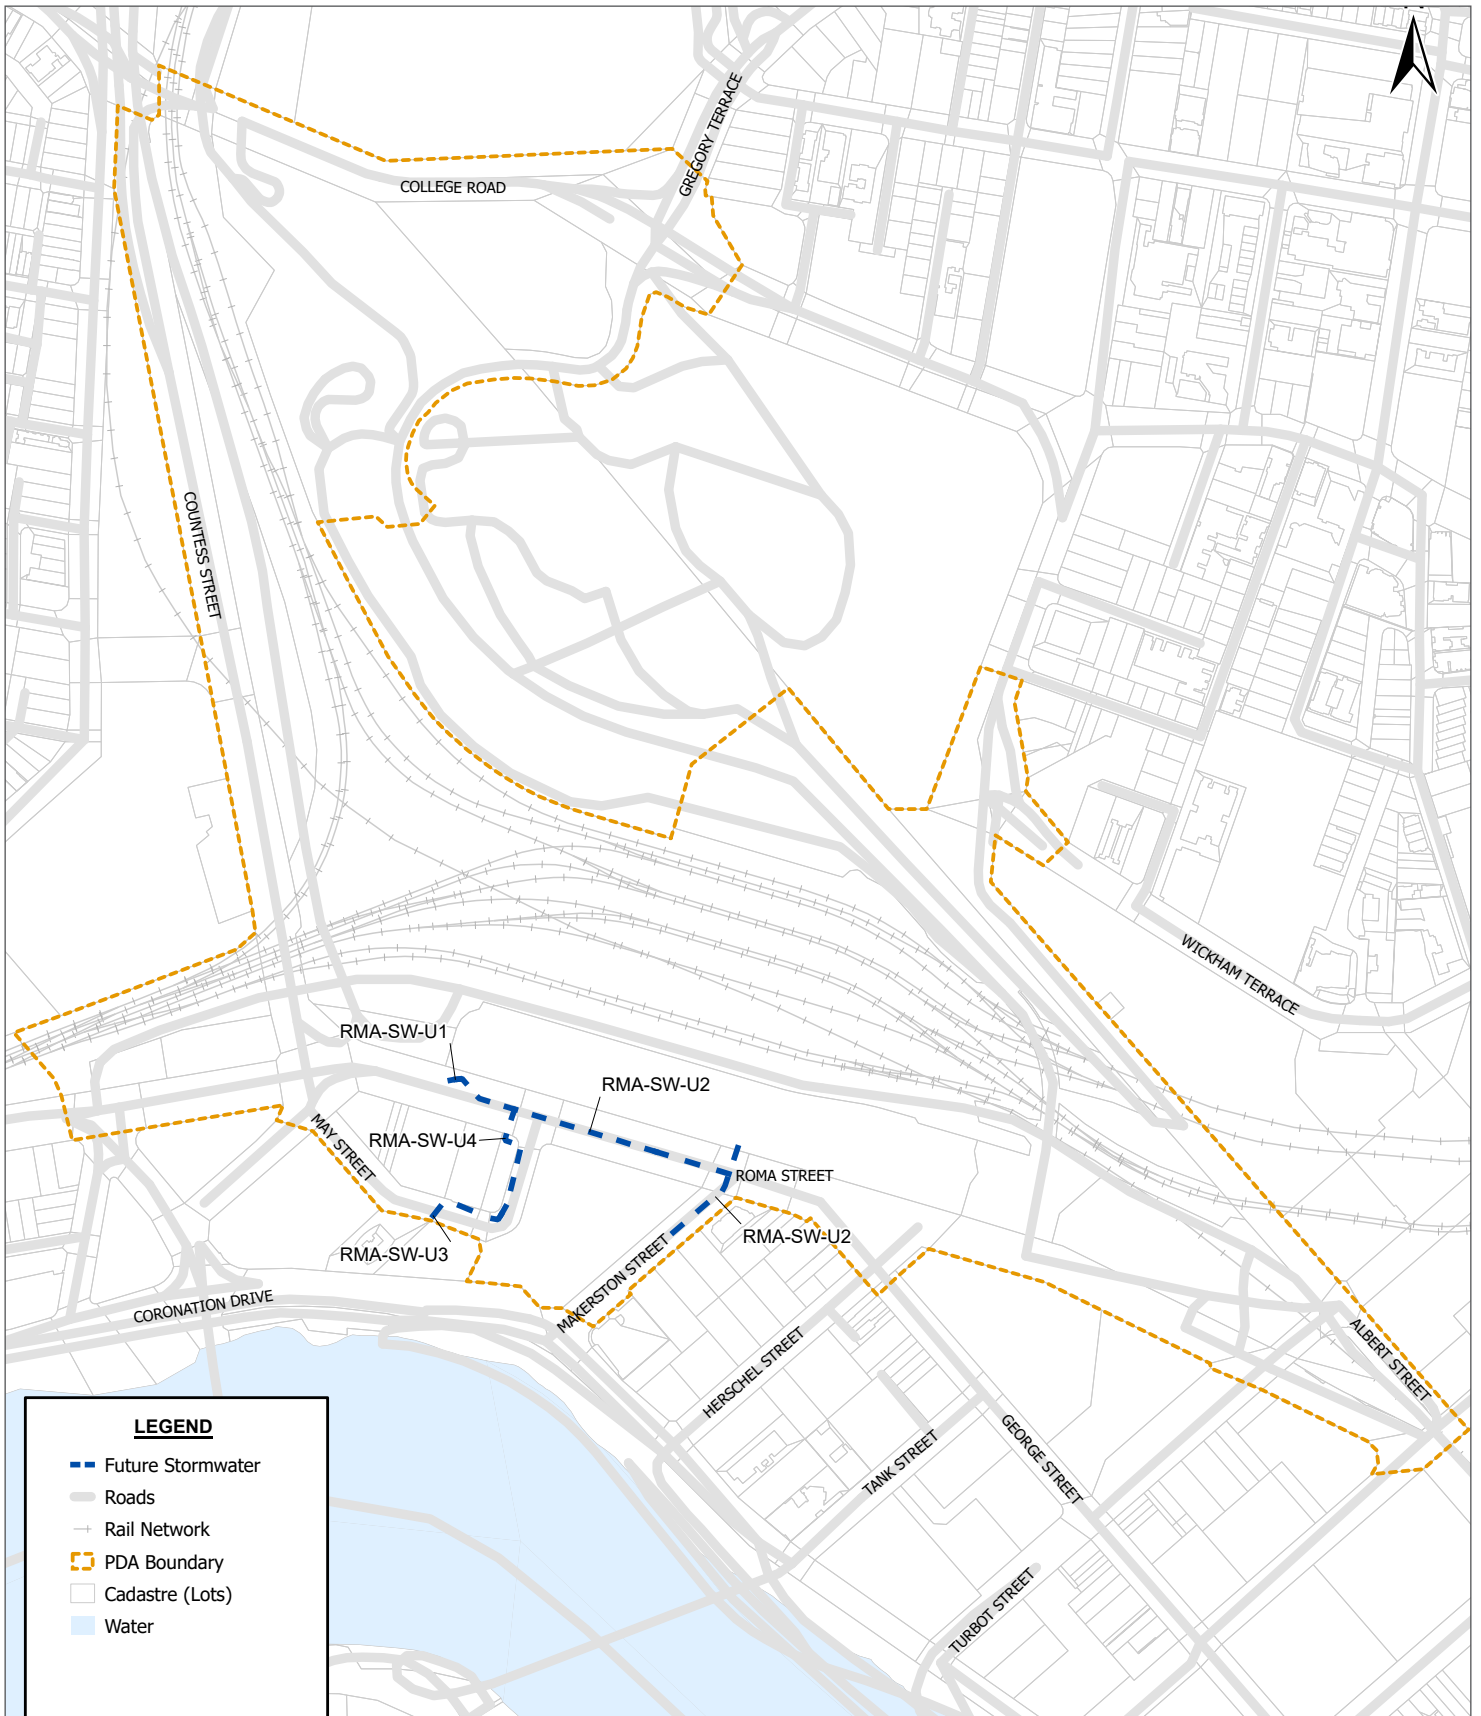 GREGORY TERRACE
COLLEGE ROAD
COUNTESS STREET
WICKHAM TERRACE
RMA-SW-U1
RMA-SW-U2
MAY STREET
RMA-SW-U4
ROMA STREET
RMA-SW-U3
RMA-SW-U2
MAKERSTON STREET
CORONATION DRIVE
HERSCHEL STREET
ALBERT STREET
GEORGE STREET
TANK STREET
TURBOT STREET
LEGEND
Future Stormwater
Roads
Rail Network
PDA Boundary
Cadastre (Lots)
Water